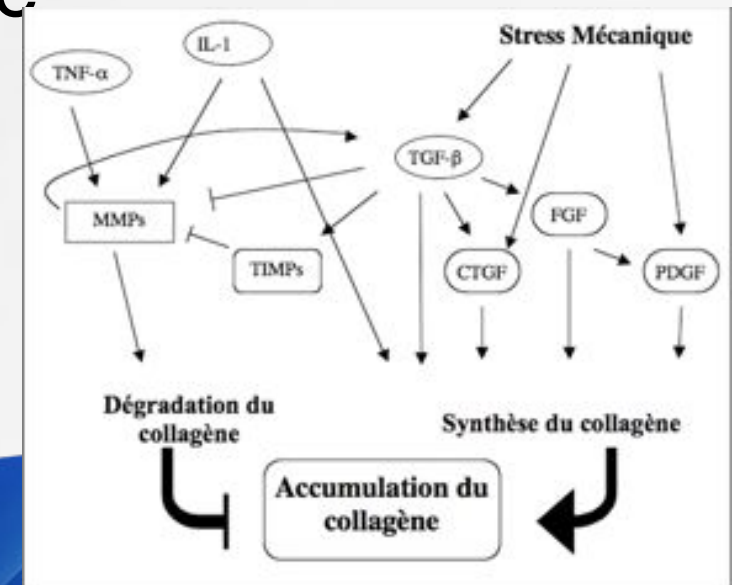 IL-1
Stress Mécanique
TNF-α
TGF-β
MMPs
FGF
TIMPs
CTGF
PDGF
Dégradation du
collagène
Synthèse du collagène
Accumulation du
collagène